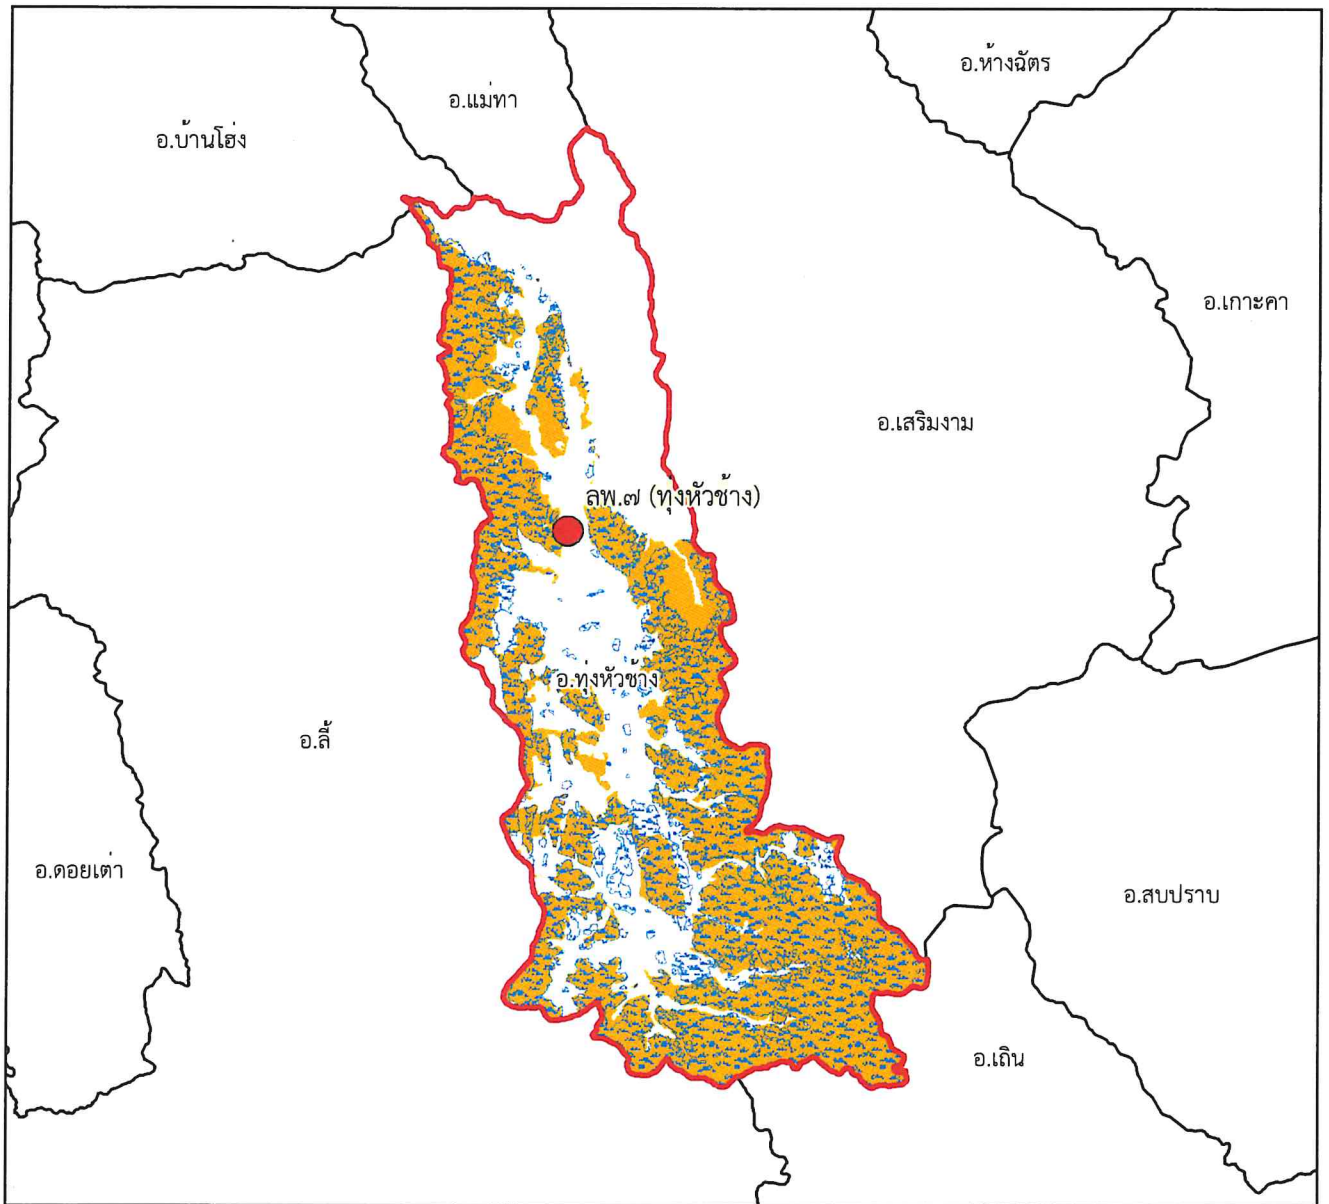 อ.ห้างฉัตร
อ.แม่ทา
อ.บ้านโฮ่ง
อ.เกาะคา
อ.เสริมงาม
ลพ.๗ (ทุ่งหัวช้าง)
อ.ทุ่งหัวช้าง
อ.ลี้
อ.ดอยเต่า
อ.สบปราบ
อ.เถิน